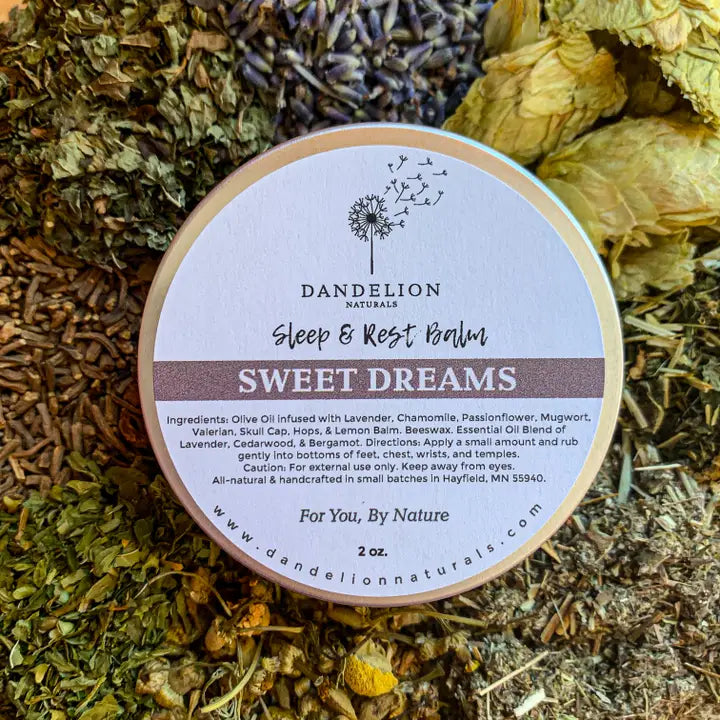 DANDELION
NATURALS
Sleep & Rest Balm
SWEET DREAMS
Ingredients: Olive Oil infused with Lavender, Chamomile, Passionflower, Mugwort,
Valerian, Skull Cap, Hops, & Lemon Balm. Beeswax. Essential Oil Blend of
Lavender, Cedarwood, & Bergamot. Directions: Apply a small amount and rub
gently into bottoms of feet, chest, wrists, and temples.
Caution: For external use only. Keep away from eyes.
All-natural & handcrafted in small batches in Hayfield, MN 55940.
For You, By Nature
2 oz.
www.dandelionnaturals.com